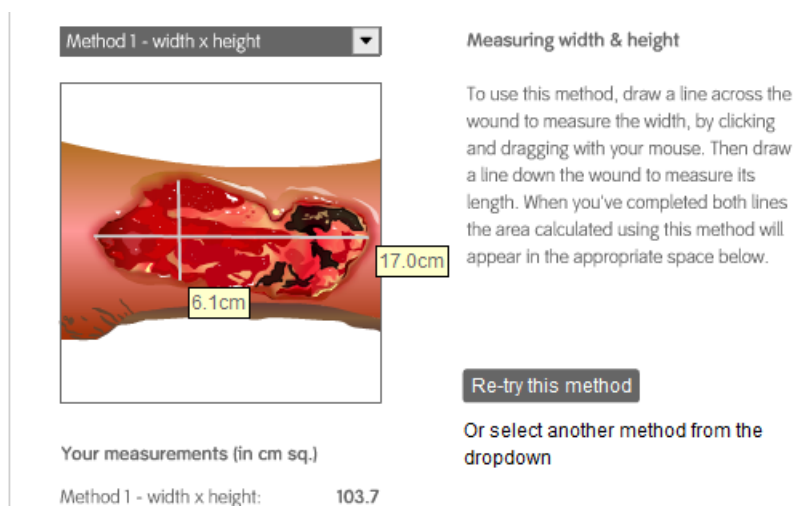 Method 1 - width x height
Measuring width & height
To use this method, draw a line across the
wound to measure the width, by clicking
and dragging with your mouse. Then draw
a line down the wound to measure its
length. When you've completed both lines
the area calculated using this method will
appear in the appropriate space below.
17.0cm
6.1cm
Re-try this method
Or select another method from the
dropdown
Your measurements (in cm sq.)
Method 1 - width x height: 103.7